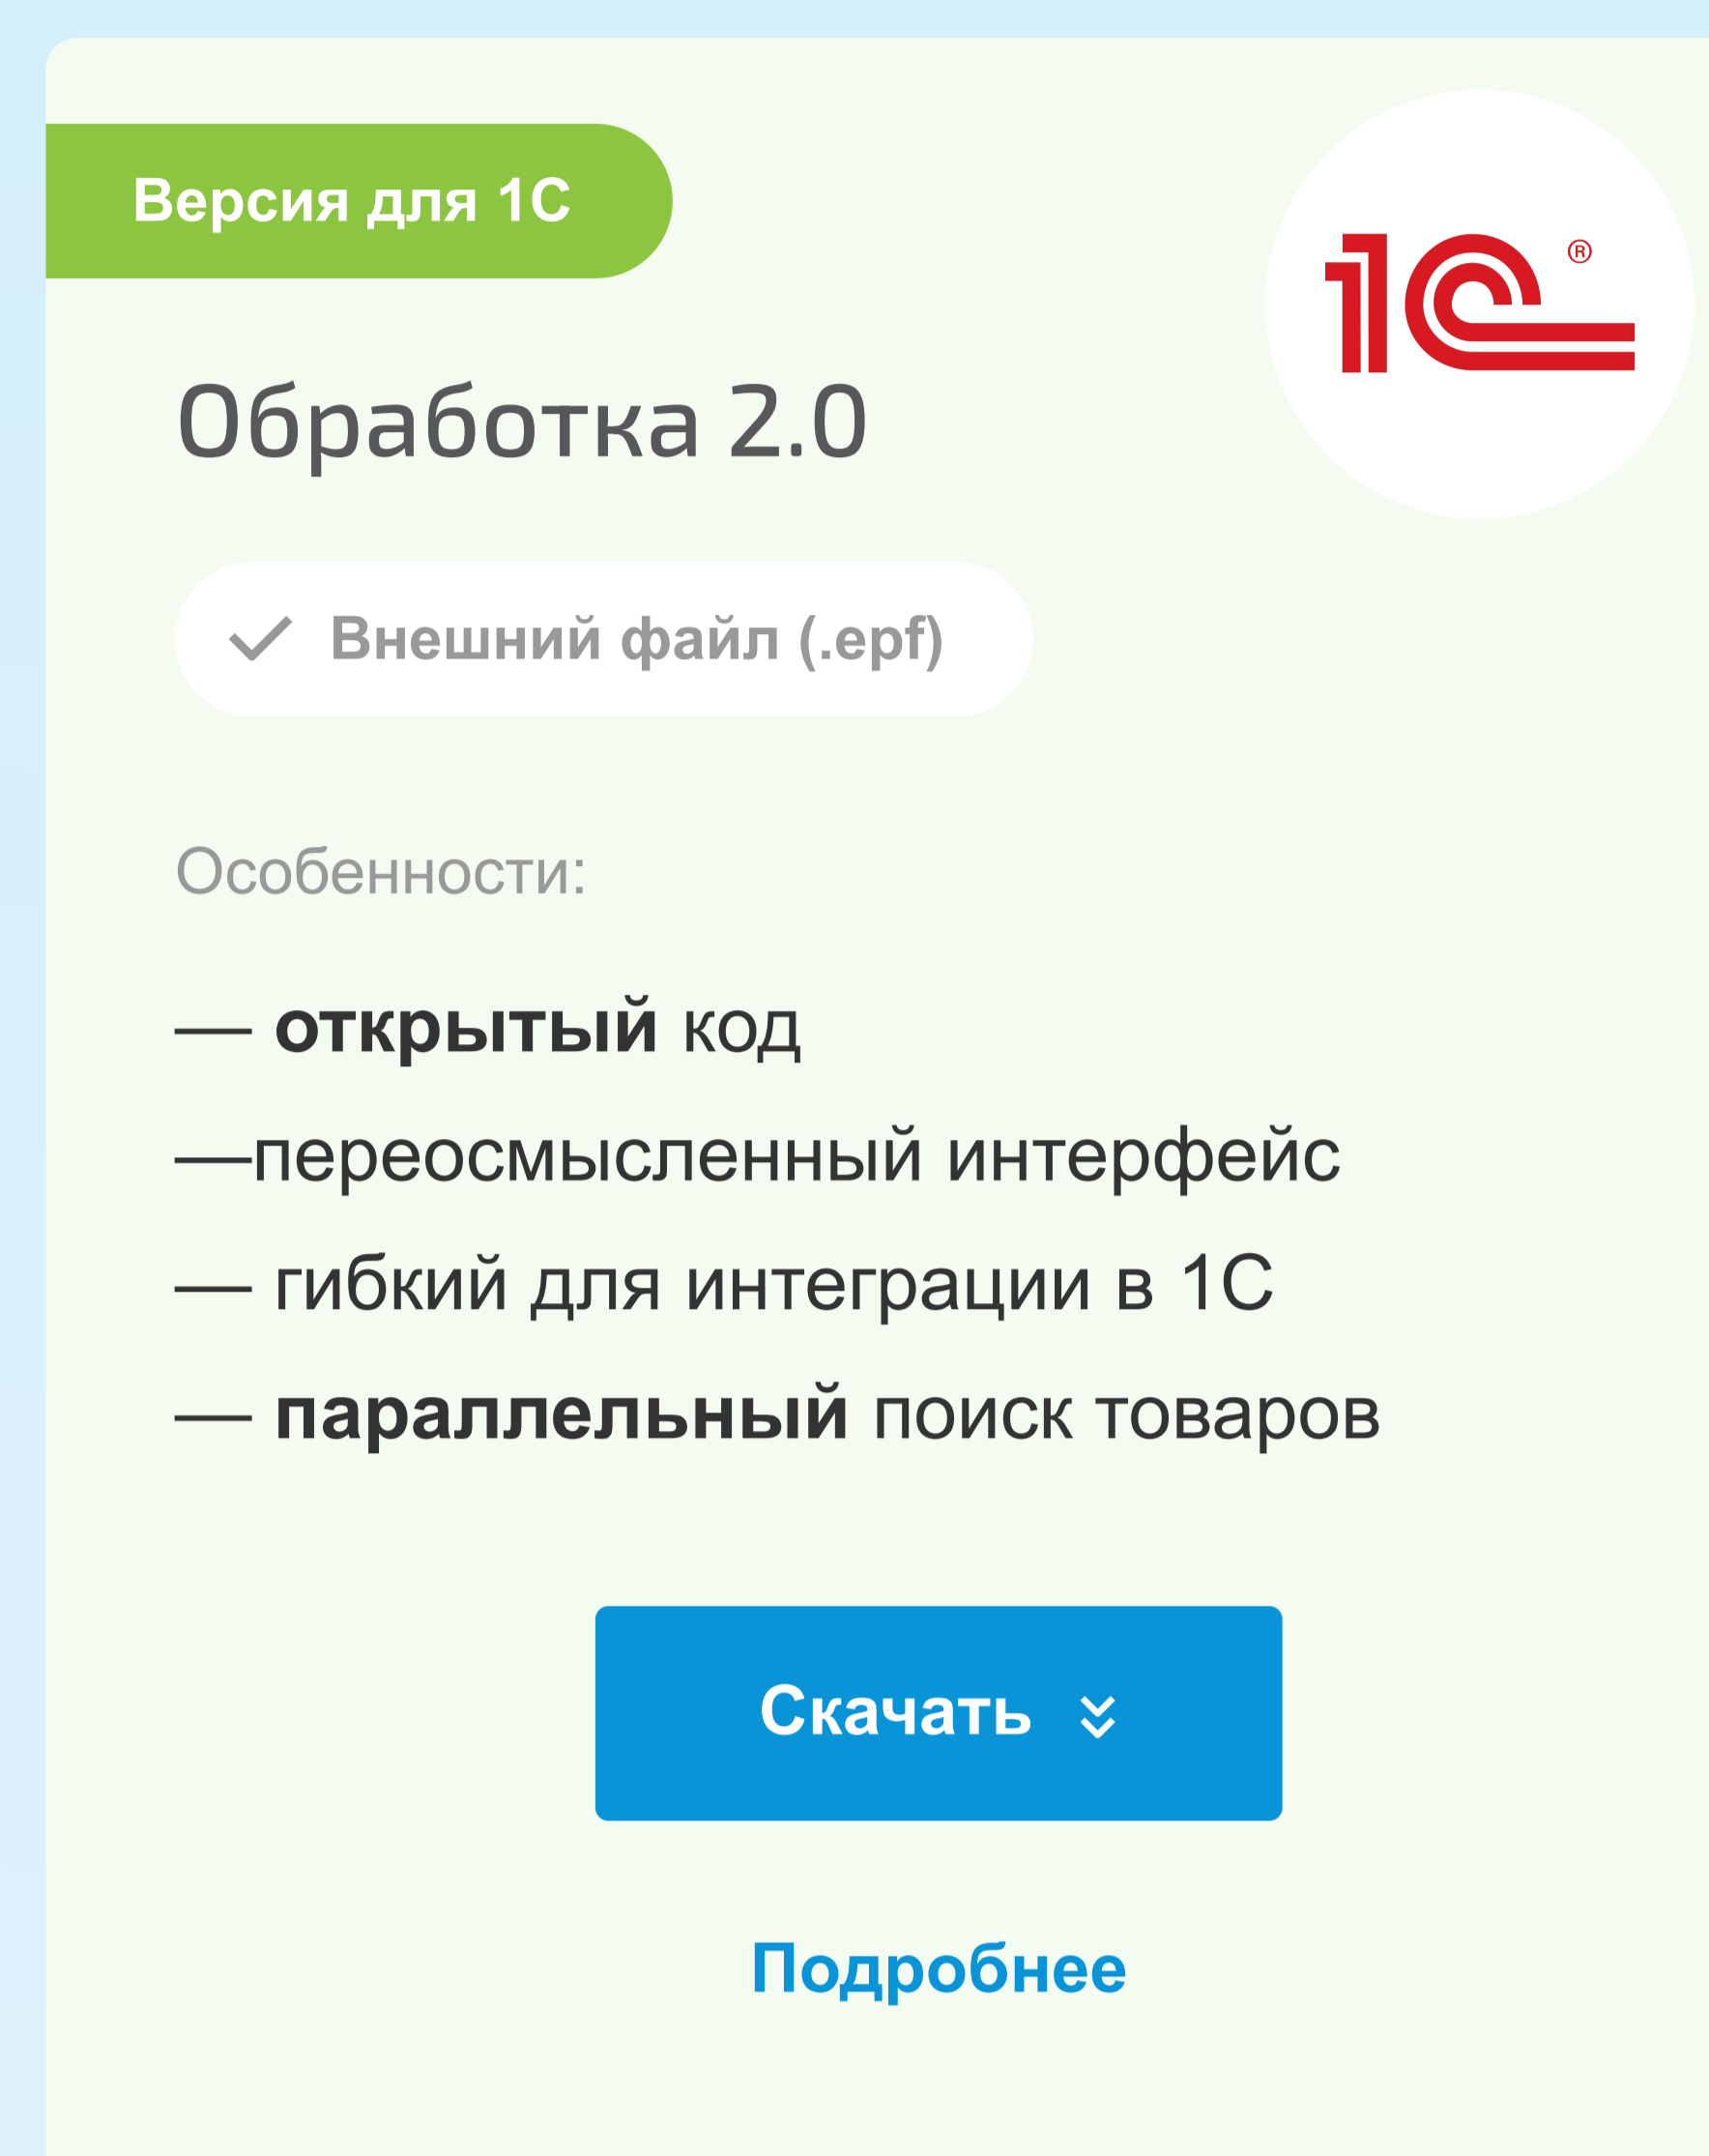 Версия для 1С
1С®
Обработка 2.0
Внешний файл (.epf)
Особенности:
— открытый код
—переосмысленный интерфейс
— гибкий для интеграции в 1С
— параллельный поиск товаров
Скачать
Подробнее